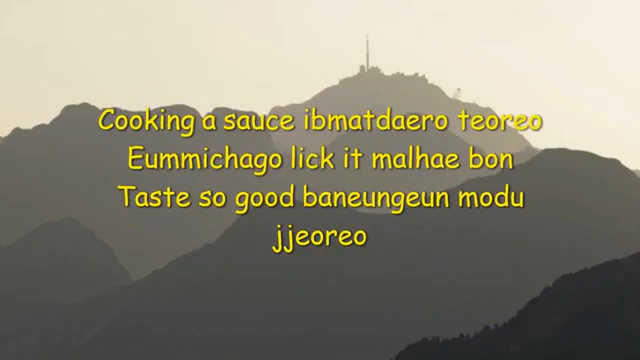 Cooking a sauce ibmatdaero teoreo
Eummichago lick it malhae bon
Taste so good baneungeun modu
jjeoreo